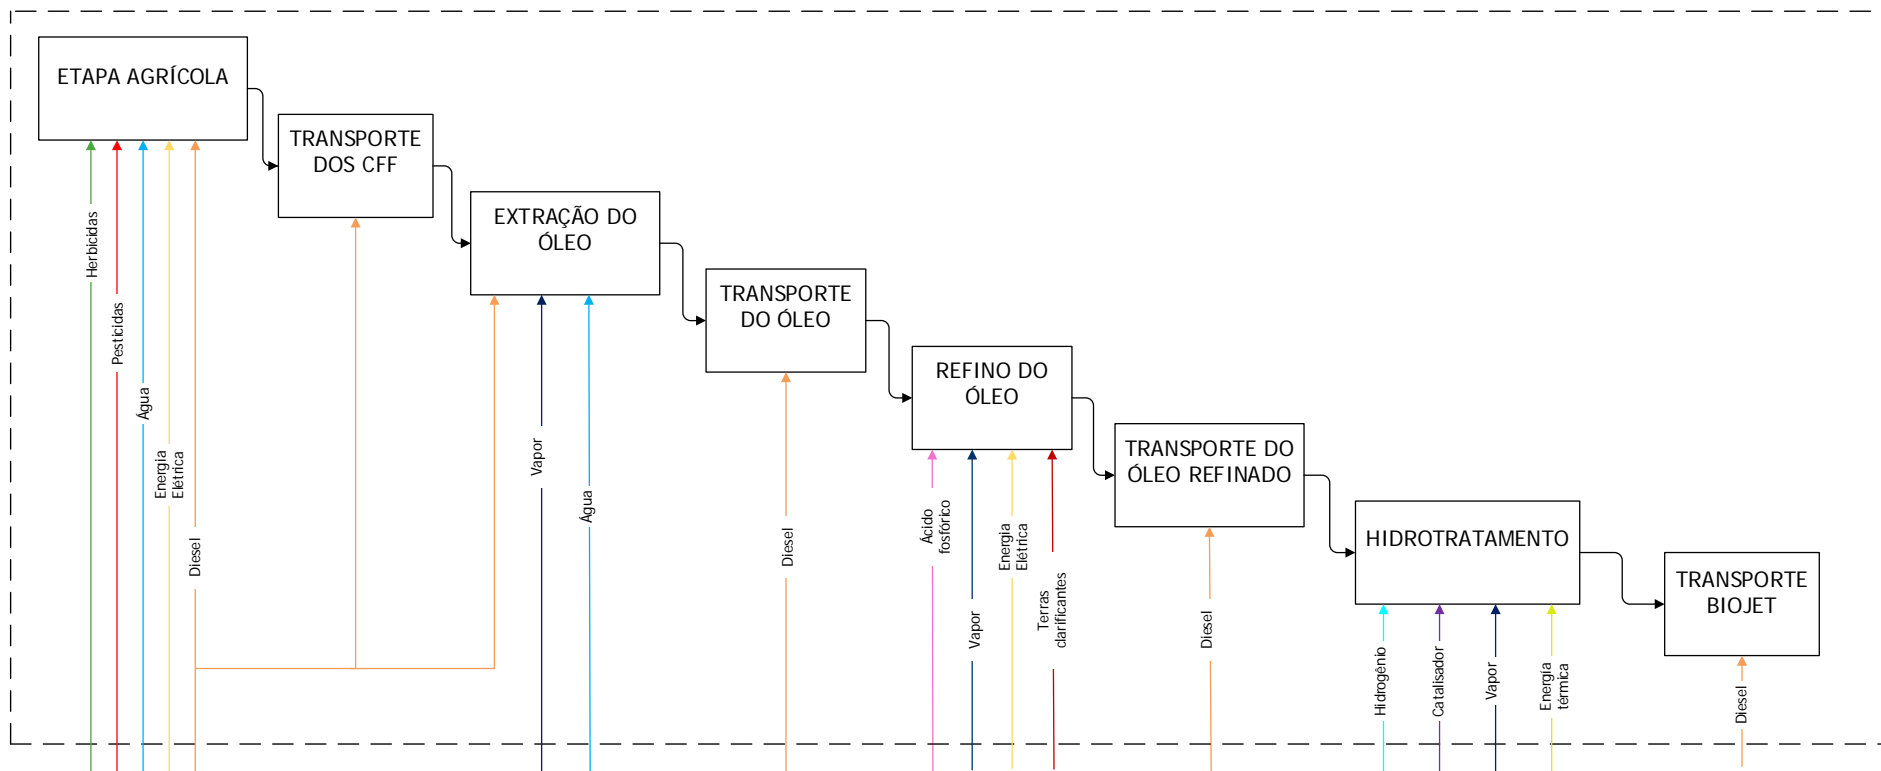 ETAPA AGRÍCOLA
TRANSPORTE
DOS CFF
EXTRAÇÃO DO
ÓLEO
TRANSPORTE
DO ÓLEO
REFINO DO
ÓLEO
TRANSPORTE DO
ÓLEO REFINADO
HIDROTRATAMENTO
TRANSPORTE
BIOJET
Herbicidas
Pesticidas
Água
Energia
Elétrica
Diesel
Vapor
Água
Diesel
Ácido
fosfórico
Vapor
Energia
Elétrica
Terras
clarificantes
Diesel
Hidrogênio
Catalisador
Vapor
Energia
térmica
Diesel